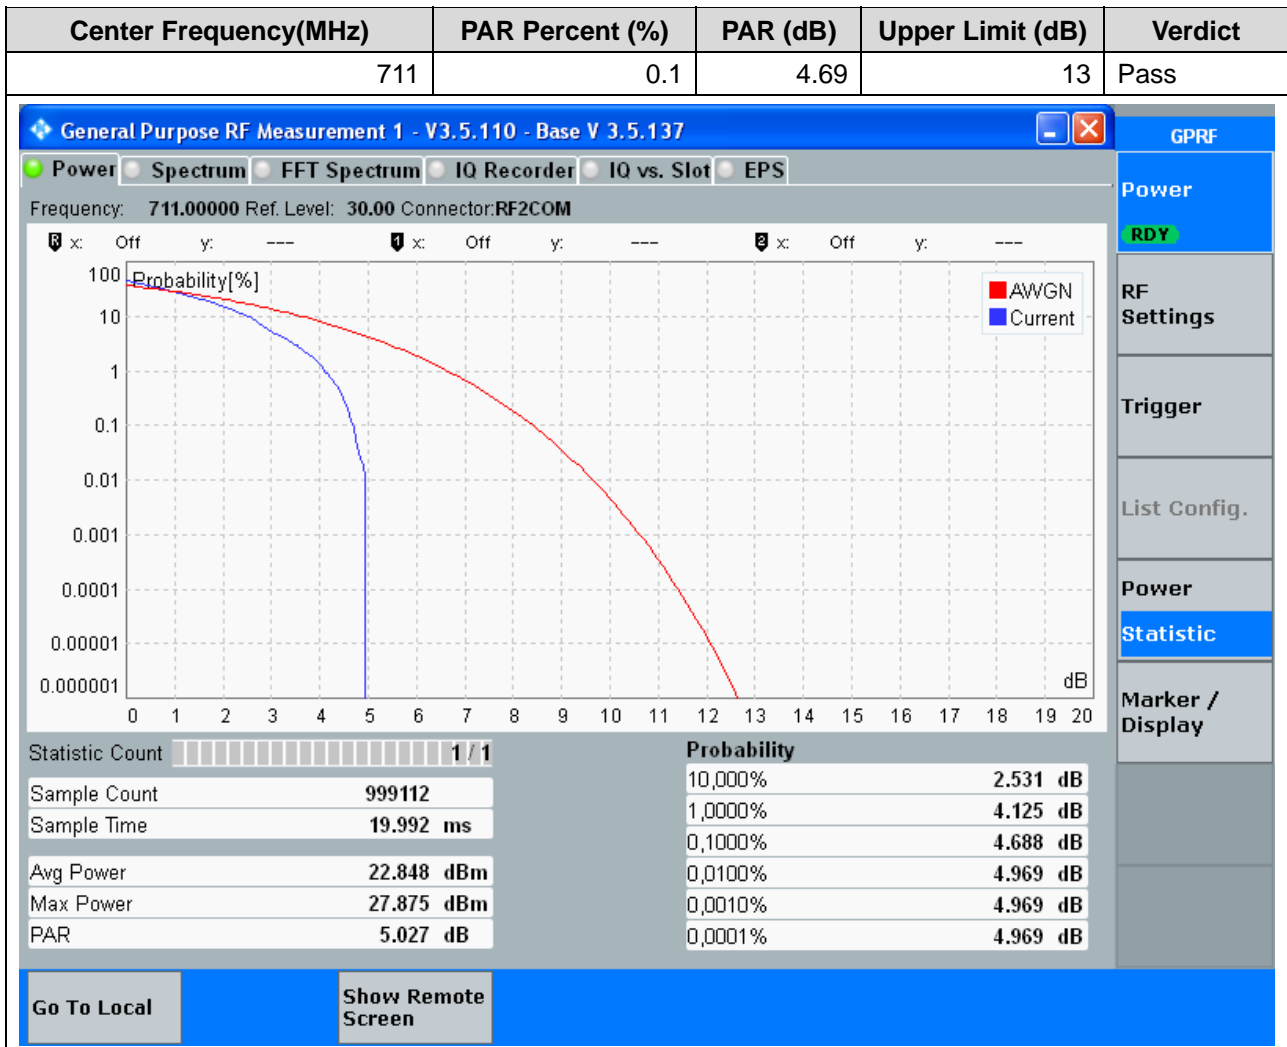 Center Frequency(MHz) PAR Percent (%) PAR (dB) Upper Limit (dB) Verdict
711 0.1 4.69 13 Pass
General Purpose RF Measurement 1 - V3.5.110 - Base V 3.5.137
GPRF
Power Spectrum FFT Spectrum IQ Recorder IQ vs. Slot EPS
Frequency: 711.00000 Ref. Level: 30.00 Connector:RF2COM
Power
RDY
R x: Off y: --- 1 x: Off y: --- 2 x: Off y: ---
Probability[%]
AWGN
Current
100
10
1
0.1
0.01
0.001
0.0001
0.00001
0.000001
dB
0 1 2 3 4 5 6 7 8 9 10 11 12 13 14 15 16 17 18 19 20
RF
Settings
Trigger
List Config.
Power
Statistic
Marker /
Display
Statistic Count 1 / 1
Sample Count 999112
Sample Time 19.992 ms
Avg Power 22.848 dBm
Max Power 27.875 dBm
PAR 5.027 dB
Probability
10,000% 2.531 dB
1,0000% 4.125 dB
0,1000% 4.688 dB
0,0100% 4.969 dB
0,0010% 4.969 dB
0,0001% 4.969 dB
Go To Local
Show Remote
Screen